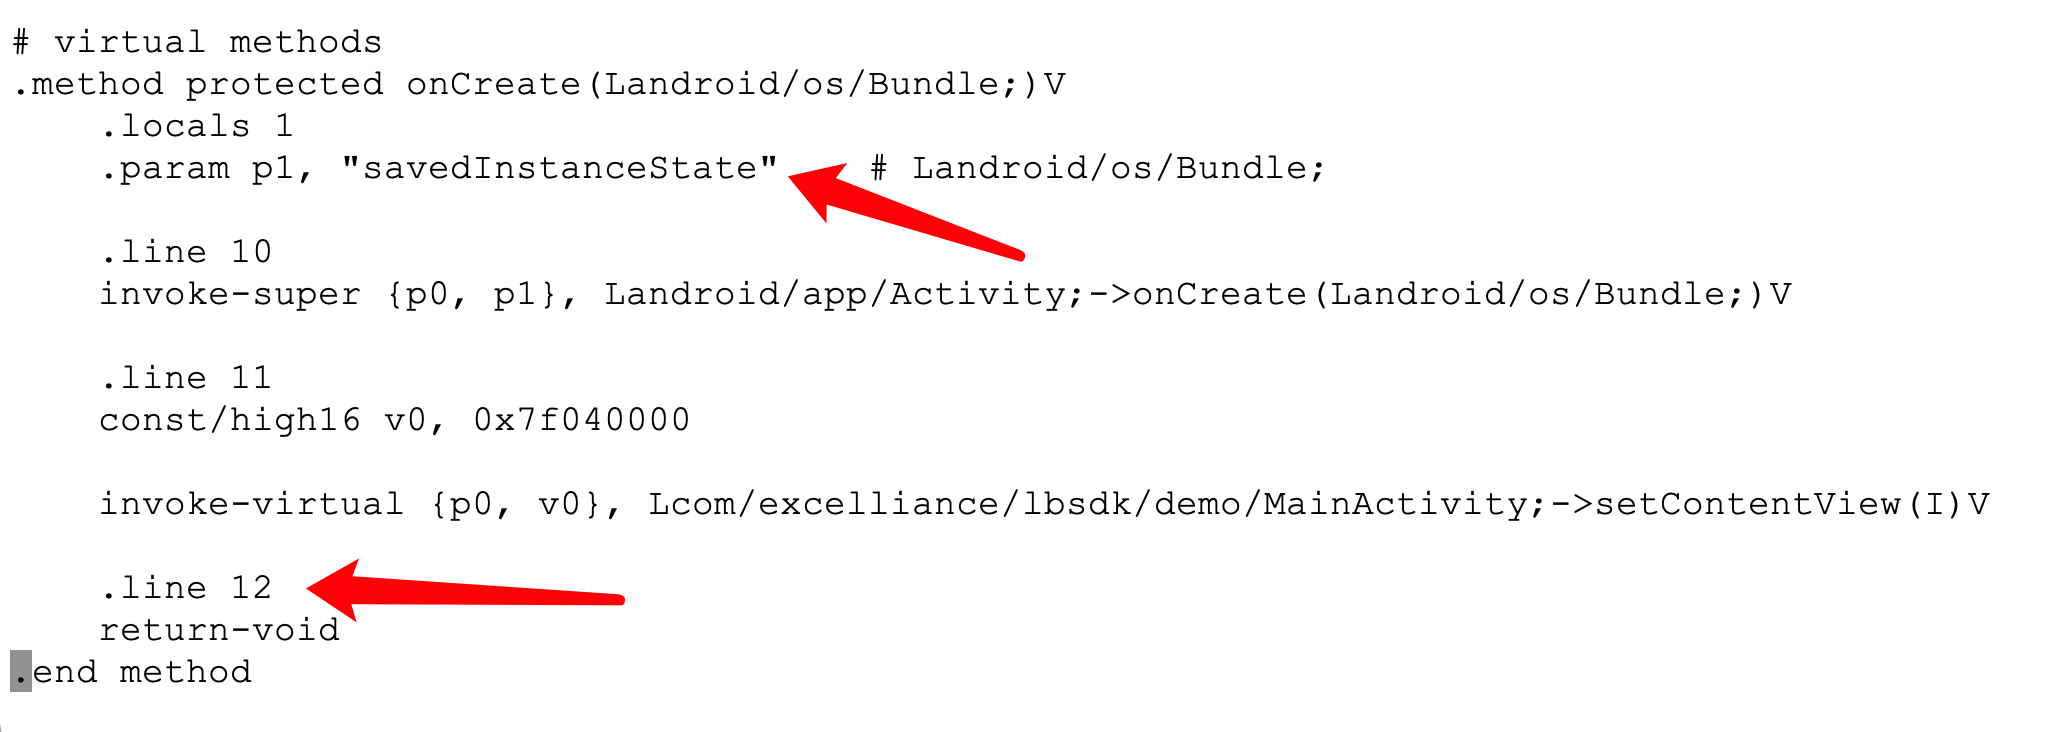 # virtual methods
.method protected onCreate(Landroid/os/Bundle;)V
    .locals 1
    .param p1, "savedInstanceState"    # Landroid/os/Bundle;

    .line 10
    invoke-super {p0, p1}, Landroid/app/Activity;->onCreate(Landroid/os/Bundle;)V

    .line 11
    const/high16 v0, 0x7f040000

    invoke-virtual {p0, v0}, Lcom/excelliance/lbsdk/demo/MainActivity;->setContentView(I)V

    .line 12
    return-void
.end method